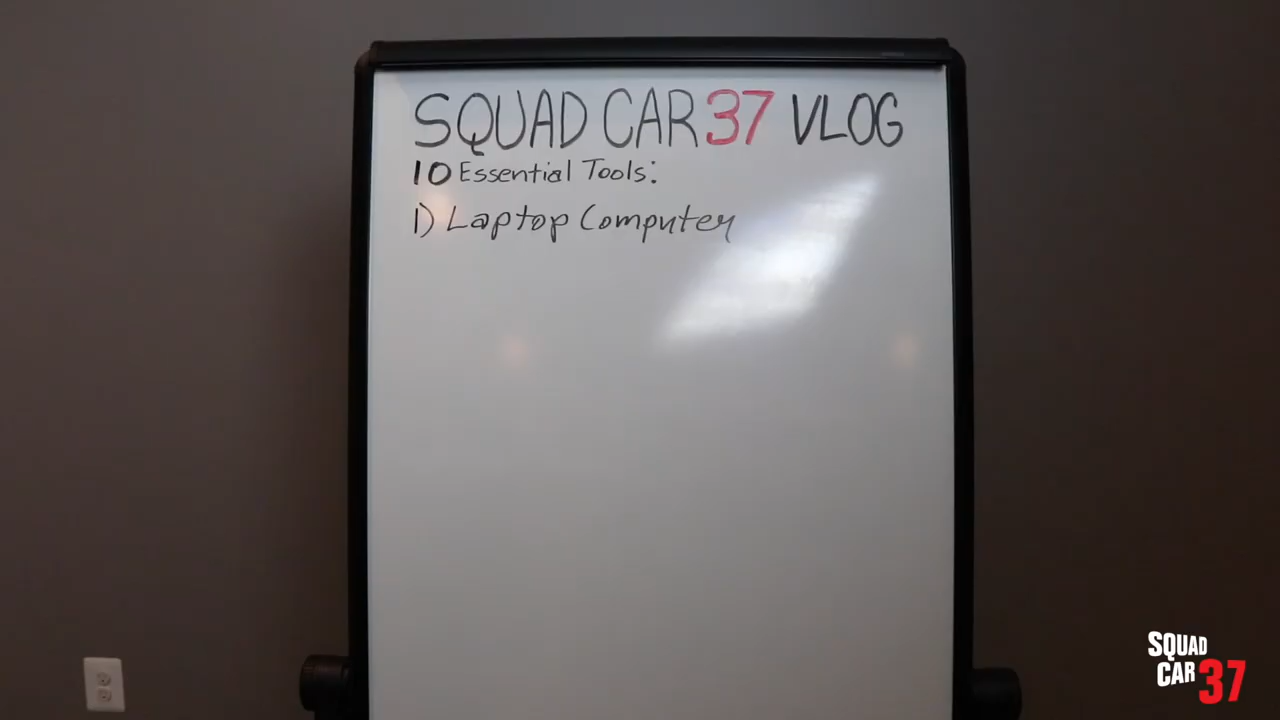 SQUAD CAR 37 VLOG
10 Essential Tools:
1) Laptop Computer
SQUAD
CAR 37